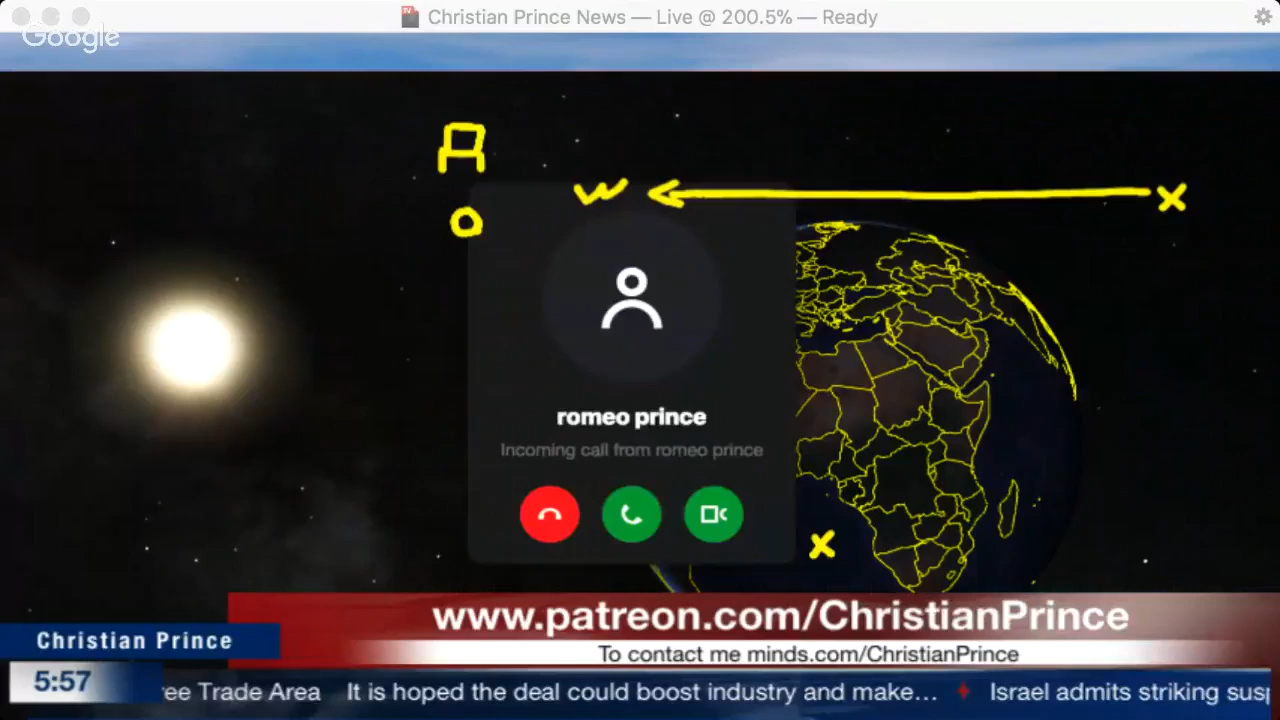 Christian Prince News — Live @ 200.5% — Ready
Google
W
X
O
romeo prince
Incoming call from romeo prince
X
www.patreon.com/ChristianPrince
Christian Prince
To contact me minds.com/ChristianPrince
5:57
ree Trade Area It is hoped the deal could boost industry and make... ♦ Israel admits striking susp